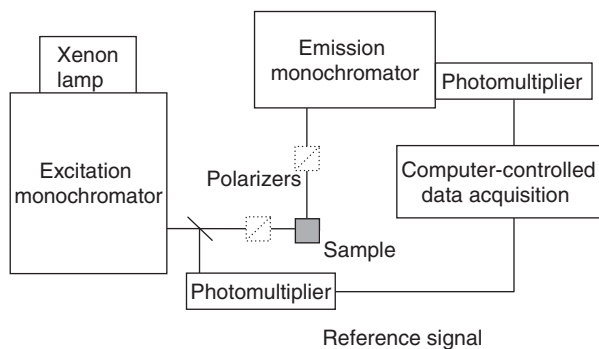 Xenon
lamp
Excitation
monochromator
Emission
monochromator
Photomultiplier
Polarizers
Computer-controlled
data acquisition
Sample
Photomultiplier
Reference signal